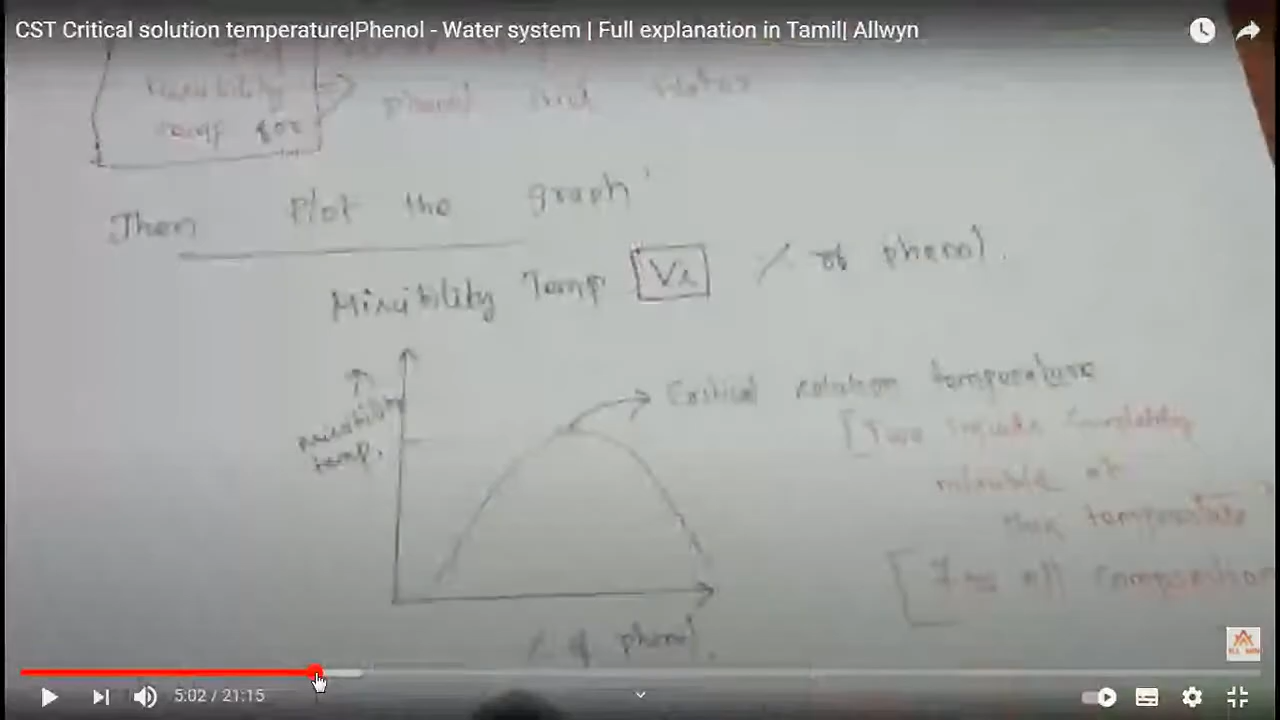 CST Critical solution temperature|Phenol - Water system | Full explanation in Tamil| Allwyn
miscibility
temp for
phenol and water
Then Plot the graph
Miscibility Temp Vs % of phenol.
miscibility
temp.
Critical solution temperature
[Two liquids completely
miscible at
this temperature
[For all composition
% of phenol.
5:02 / 21:15